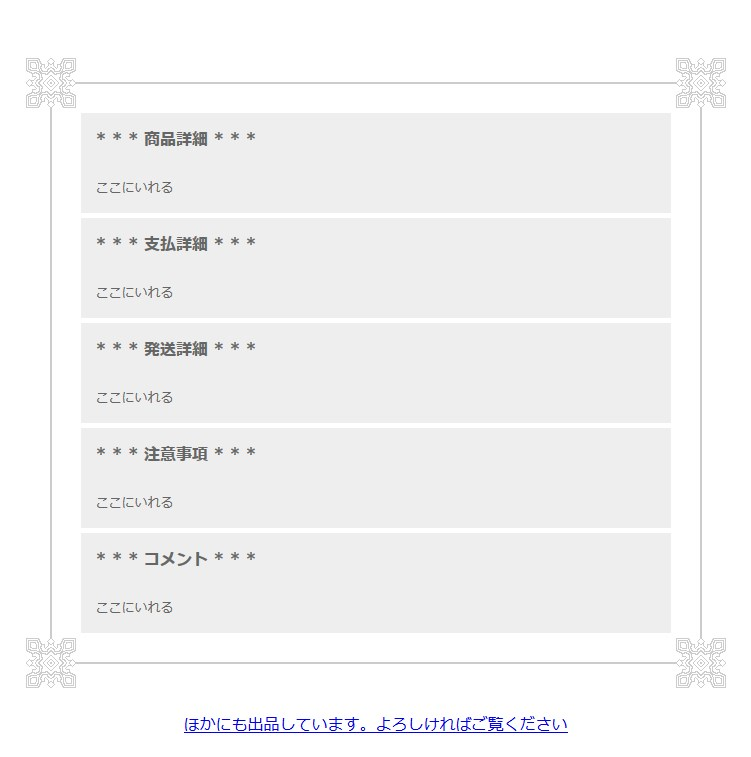 * * * 商品詳細 * * *
ここにいれる
* * * 支払詳細 * * *
ここにいれる
* * * 発送詳細 * * *
ここにいれる
* * * 注意事項 * * *
ここにいれる
* * * コメント * * *
ここにいれる
ほかにも出品しています。よろしければご覧ください